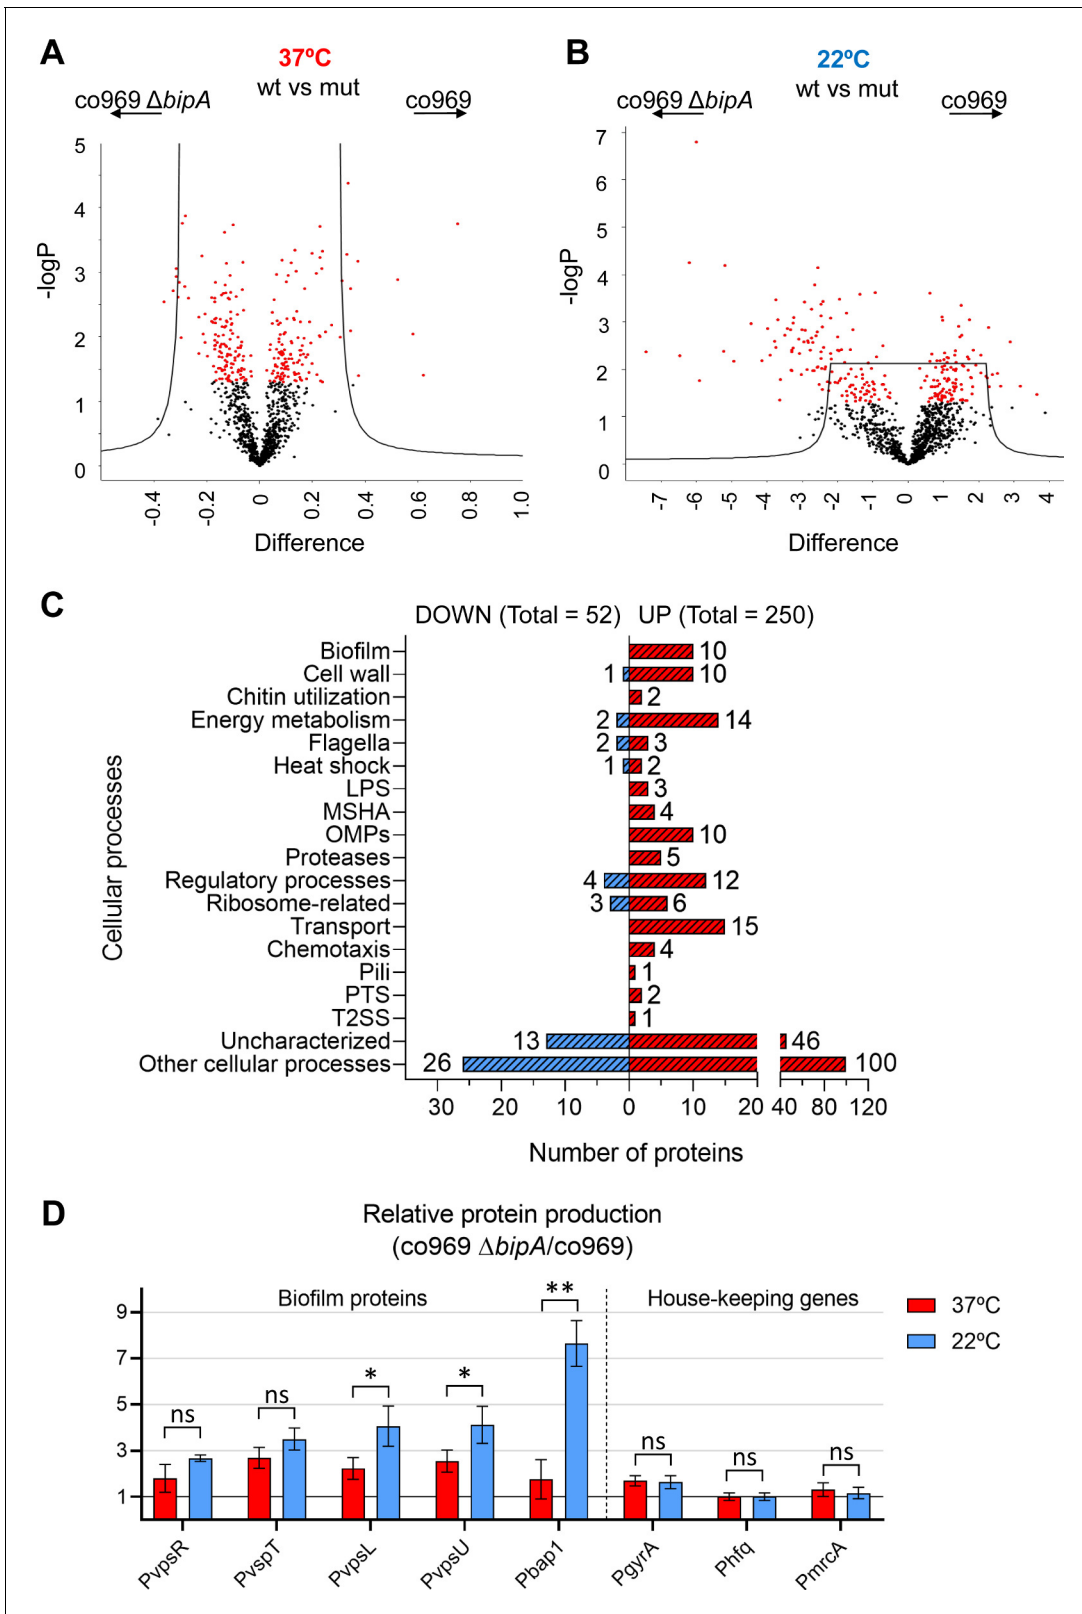 A
37ºC
wt vs mut
co969 ΔbipA
co969
5
4
3
2
1
0
-logP
-0.4
-0.2
0
0.2
0.4
0.6
0.8
1.0
Difference
B
22ºC
wt vs mut
co969 ΔbipA
co969
7
6
5
4
3
2
1
0
-logP
-7
-6
-5
-4
-3
-2
-1
0
1
2
3
4
Difference
C
DOWN (Total = 52) UP (Total = 250)
Cellular processes
Biofilm 10
Cell wall 1 10
Chitin utilization 2
Energy metabolism 2 14
Flagella 2 3
Heat shock 1 2
LPS 3
MSHA 4
OMPs 10
Proteases 5
Regulatory processes 4 12
Ribosome-related 3 6
Transport 15
Chemotaxis 4
Pili 1
PTS 2
T2SS 1
Uncharacterized 13 46
Other cellular processes 26 100
30 20 10 0 10 20 40 80 120
Number of proteins
D
Relative protein production
(co969 ΔbipA/co969)
Biofilm proteins
House-keeping genes
37ºC
22ºC
9
7
5
3
1
ns
ns
*
*
**
ns
ns
ns
PvpsR
PvspT
PvpsL
PvpsU
Pbap1
PgyrA
Phfq
PmrcA